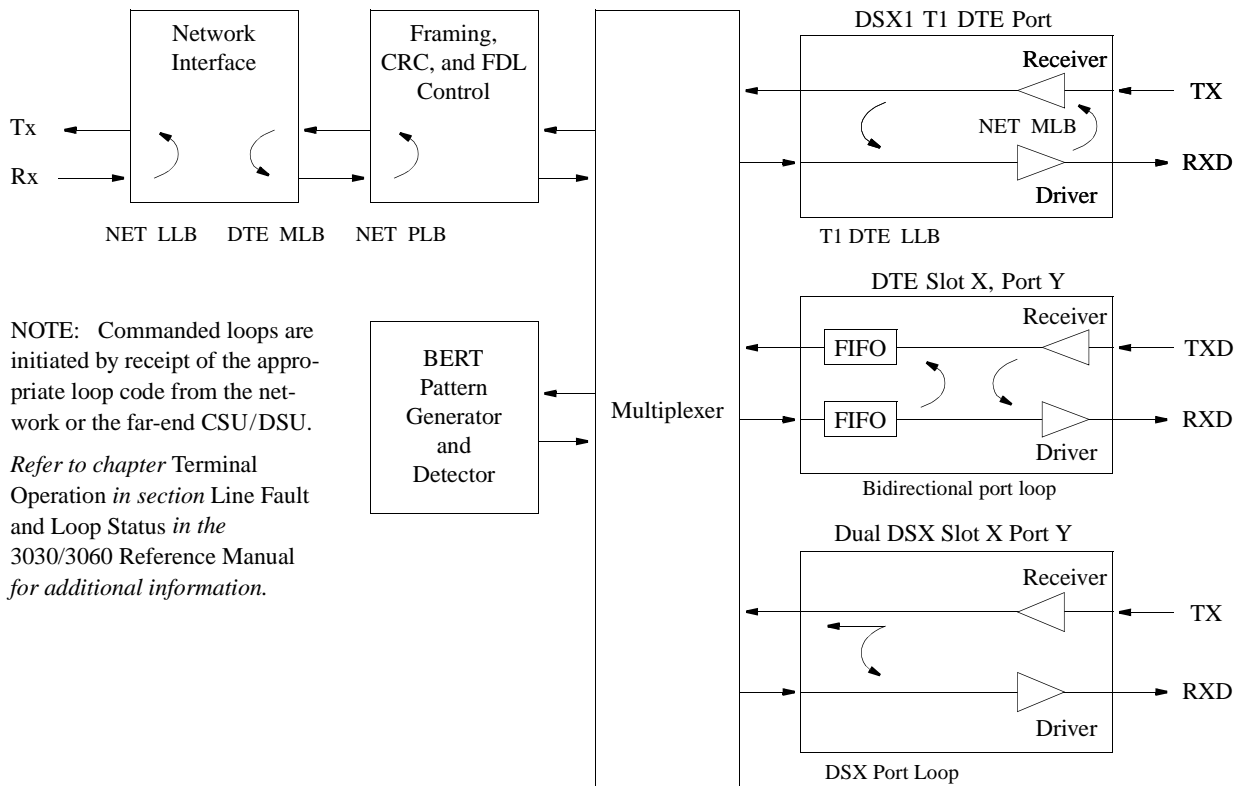 Network
Interface
Framing,
CRC, and FDL
Control
Tx
Rx
NET LLB
DTE MLB
NET PLB
NOTE: Commanded loops are
initiated by receipt of the appro-
priate loop code from the net-
work or the far-end CSU/DSU.
Refer to chapter Terminal
Operation in section Line Fault
and Loop Status in the
3030/3060 Reference Manual
for additional information.
BERT
Pattern
Generator
and
Detector
Multiplexer
DSX1 T1 DTE Port
Receiver
TX
NET MLB
RXD
Driver
T1 DTE LLB
DTE Slot X, Port Y
Receiver
FIFO
TXD
FIFO
RXD
Driver
Bidirectional port loop
Dual DSX Slot X Port Y
Receiver
TX
RXD
Driver
DSX Port Loop